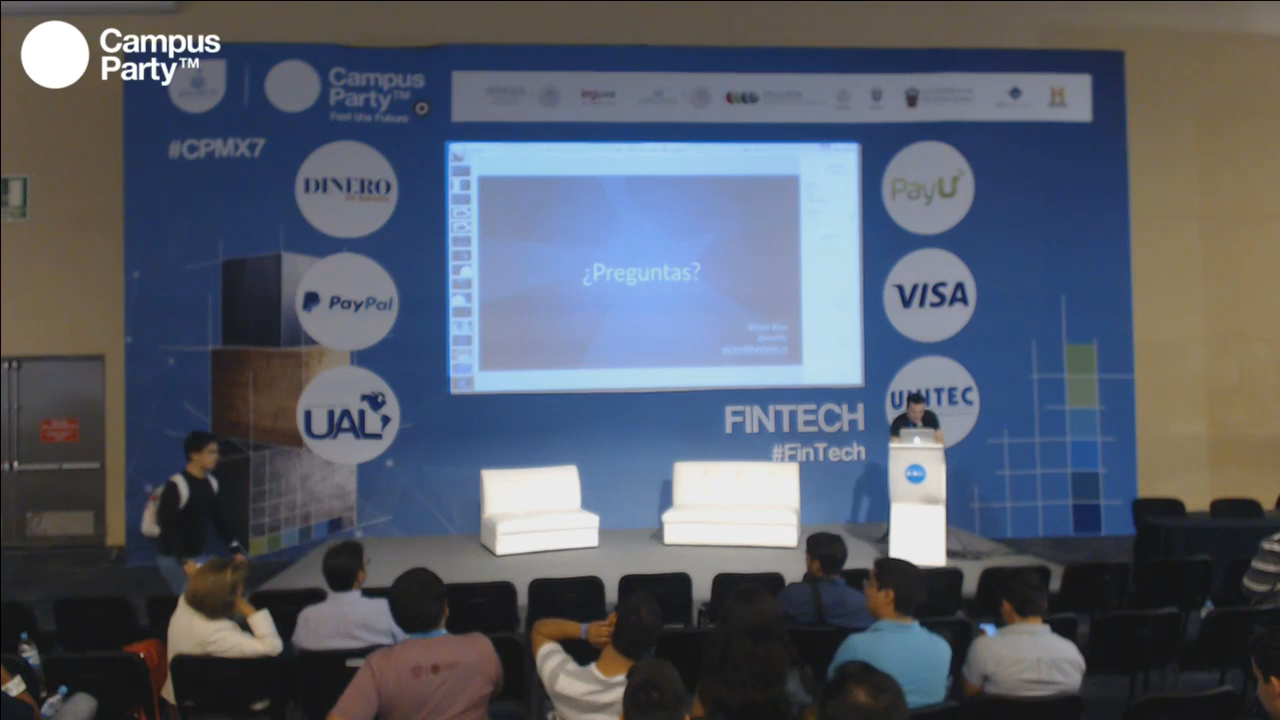 Campus
Party™
Campus
Party™
Feel the Future
#CPMX7
DINERO
PayPal
UAL
¿Preguntas?
PayU
VISA
UNITEC
FINTECH
#FinTech